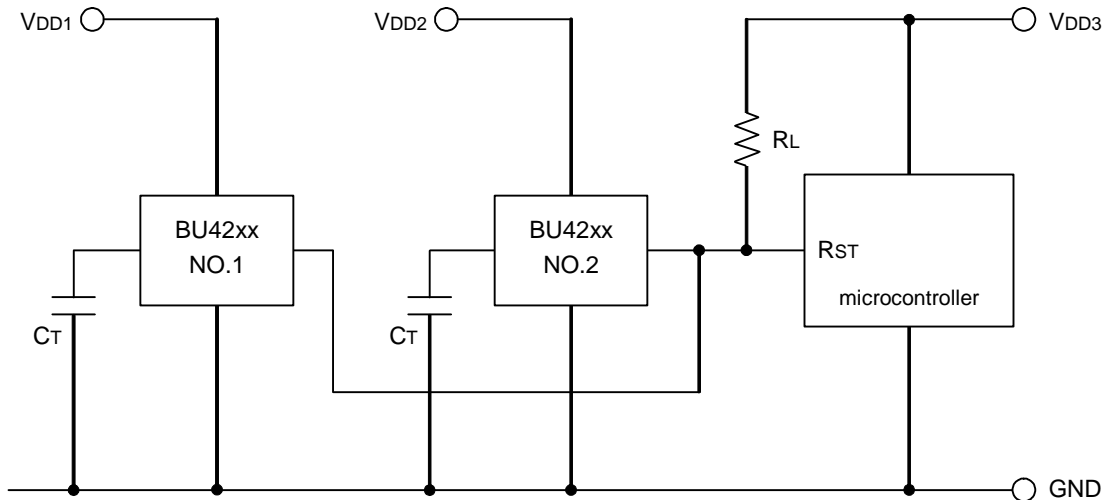 VDD1
VDD2
VDD3
RL
BU42xx
NO.1
BU42xx
NO.2
RST
microcontroller
CT
CT
GND